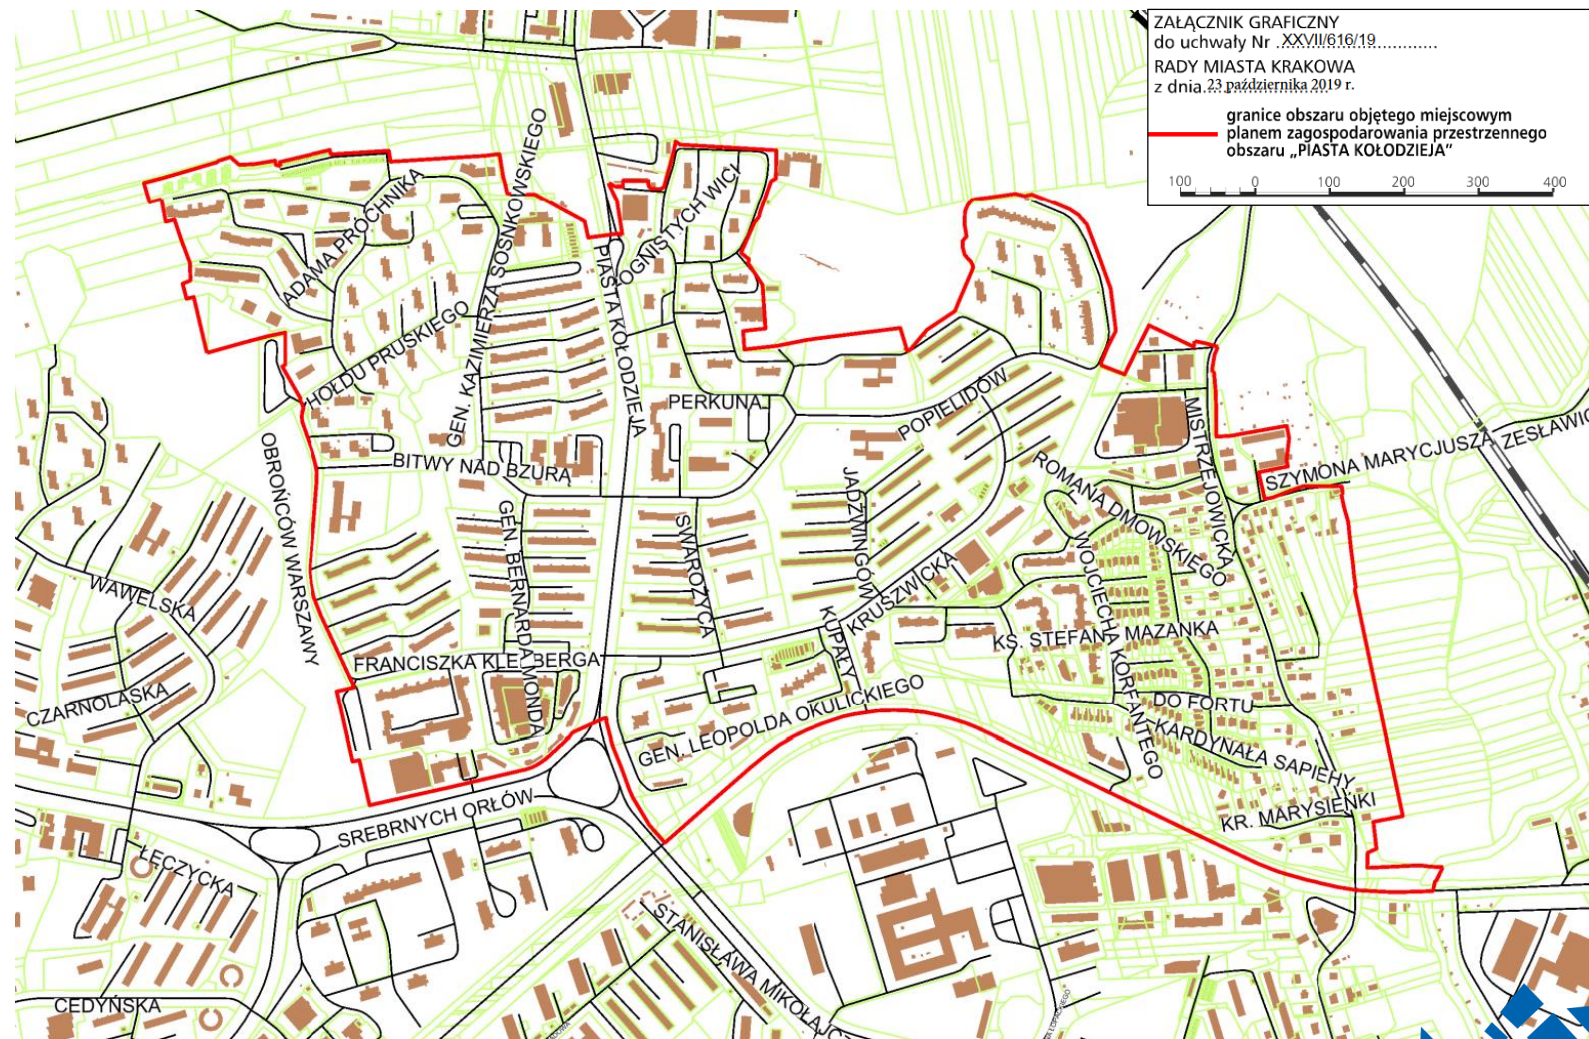 ZAŁĄCZNIK GRAFICZNY
do uchwały Nr .XXVII/616/19............
RADY MIASTA KRAKOWA
z dnia.23 października 2019 r.
granice obszaru objętego miejscowym
planem zagospodarowania przestrzennego
obszaru „PIASTA KOŁODZIEJA”
100 0 100 200 300 400
ADAMA PRÓCHNIKA
GEN. KAZIMIERZA SOSNKOWSKIEGO
OGNISTYCH WICI
PIASTA KOŁODZIEJA
HOŁDU PRUSKIEGO
PERKUNA
POPIELIDÓW
MISTRZEJOWICKA
OBROŃCÓW WARSZAWY
BITWY NAD BZURĄ
JADŹWINGÓW
ROMANA DMOWSKIEGO
SZYMONA MARYCJUSZA
ZESŁAWIC
GEN. BERNARDA MONDA
SWAROŻYCA
KRUSZWICKA
WOJCIECHA KORFANTEGO
WAWELSKA
KUPAŁY
KS. STEFANA MAZANKA
FRANCISZKA KLEEBERGA
CZARNOLASKA
GEN. LEOPOLDA OKULICKIEGO
DO FORTU
KARDYNAŁA SAPIEHY
KR. MARYSIEŃKI
SREBRNYCH ORŁÓW
ŁĘCZYCKA
STANISŁAWA MIKOŁAJCZ
CEDYŃSKA